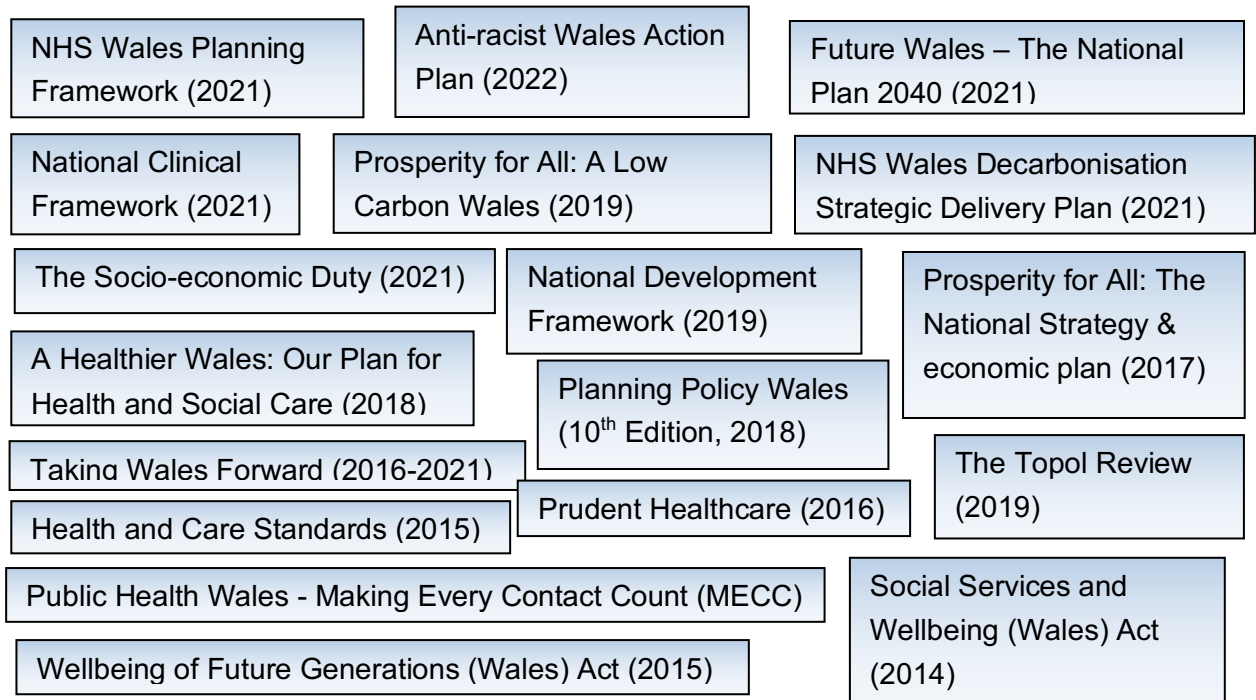 NHS Wales Planning
Framework (2021)
Anti-racist Wales Action
Plan (2022)
Future Wales – The National
Plan 2040 (2021)
National Clinical
Framework (2021)
Prosperity for All: A Low
Carbon Wales (2019)
NHS Wales Decarbonisation
Strategic Delivery Plan (2021)
The Socio-economic Duty (2021)
National Development
Framework (2019)
Prosperity for All: The
National Strategy &
economic plan (2017)
A Healthier Wales: Our Plan for
Health and Social Care (2018)
Planning Policy Wales
(10th Edition, 2018)
Taking Wales Forward (2016-2021)
The Topol Review
(2019)
Prudent Healthcare (2016)
Health and Care Standards (2015)
Public Health Wales - Making Every Contact Count (MECC)
Social Services and
Wellbeing (Wales) Act
(2014)
Wellbeing of Future Generations (Wales) Act (2015)